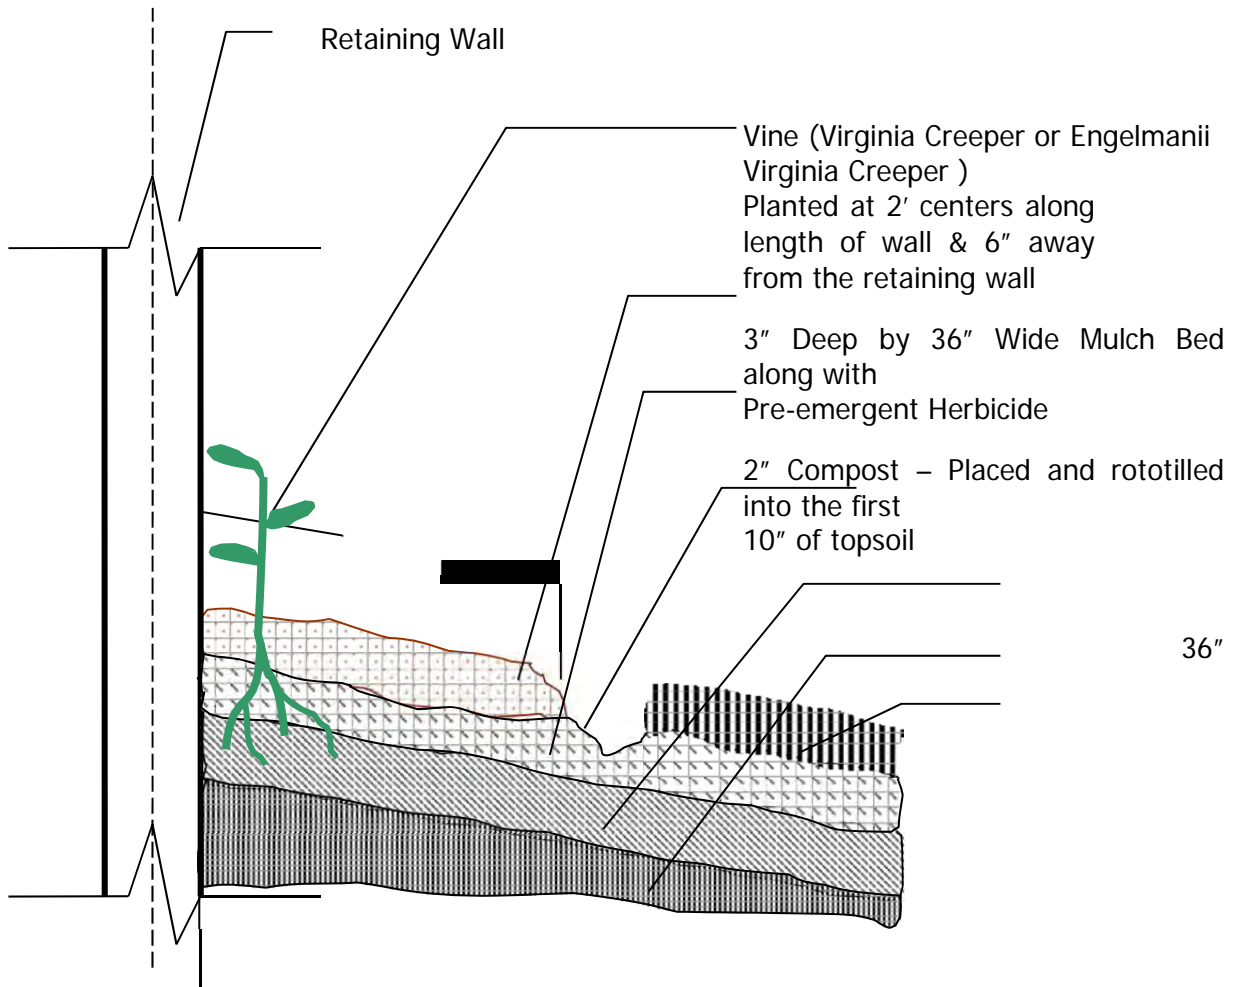 Retaining Wall
Vine (Virginia Creeper or Engelmanii
Virginia Creeper )
Planted at 2' centers along
length of wall & 6" away
from the retaining wall
3" Deep by 36" Wide Mulch Bed
along with
Pre-emergent Herbicide
2" Compost – Placed and rototilled
into the first
10" of topsoil
36"